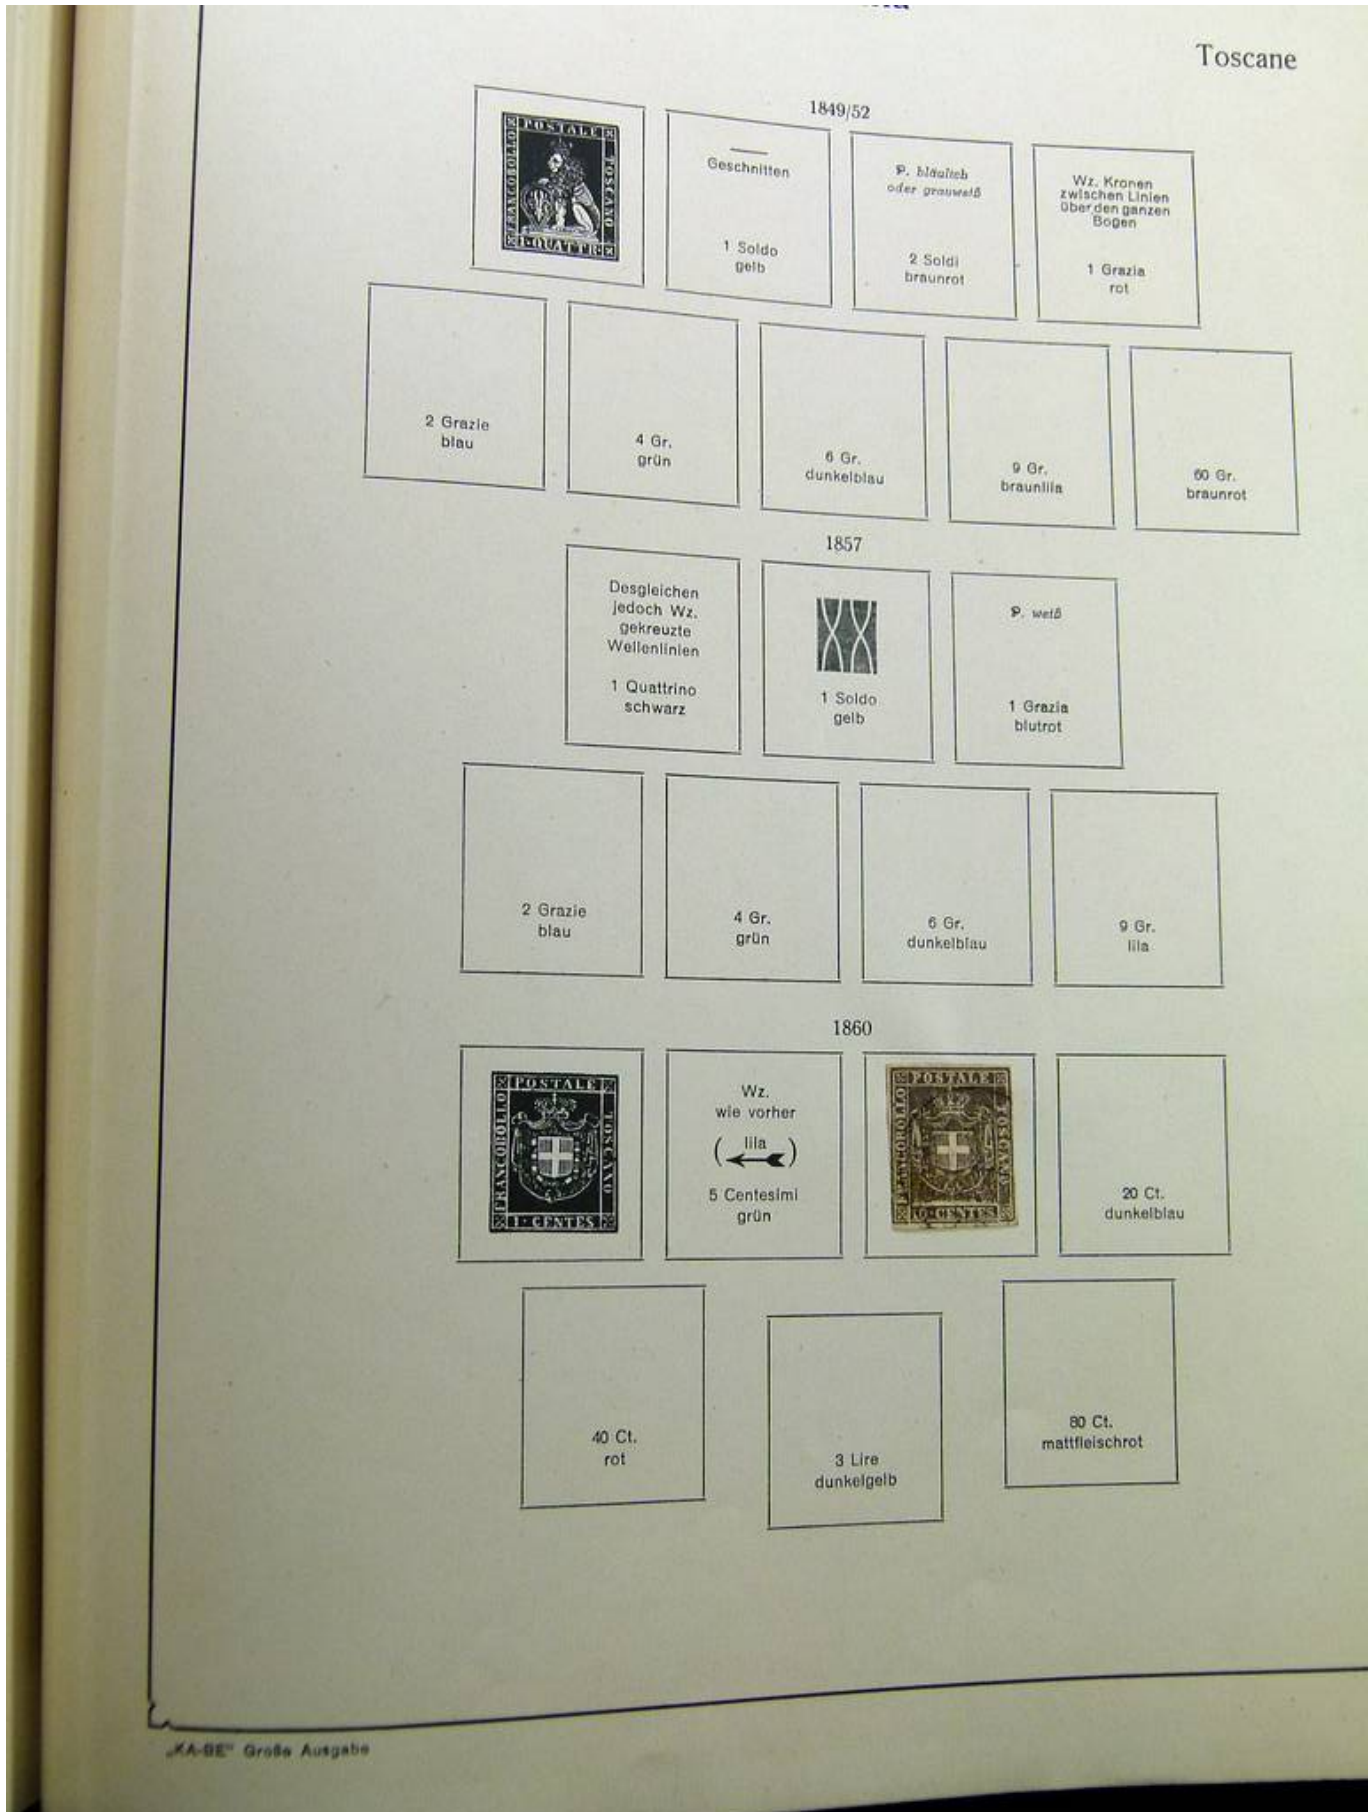 Toscane
1849/52
FRANCOBOLLO
POSTALE
TOSCANO
1·QUATTR·
Geschnitten
1 Soldo
gelb
P. bläulich
oder grauweiß
2 Soldi
braunrot
Wz. Kronen
zwischen Linien
über den ganzen
Bogen
1 Grazia
rot
2 Grazie
blau
4 Gr.
grün
6 Gr.
dunkelblau
9 Gr.
braunlila
60 Gr.
braunrot
1857
Desgleichen
jedoch Wz.
gekreuzte
Wellenlinien
1 Quattrino
schwarz
1 Soldo
gelb
P. weiß
1 Grazia
blutrot
2 Grazie
blau
4 Gr.
grün
6 Gr.
dunkelblau
9 Gr.
lila
1860
FRANCOBOLLO
POSTALE
TOSCANO
1·CENTES
Wz.
wie vorher
( lila )
5 Centesimi
grün
FRANCOBOLLO
POSTALE
TOSCANO
10·CENTES
20 Ct.
dunkelblau
40 Ct.
rot
3 Lire
dunkelgelb
80 Ct.
mattfleischrot
„KA-BE“ Große Ausgabe